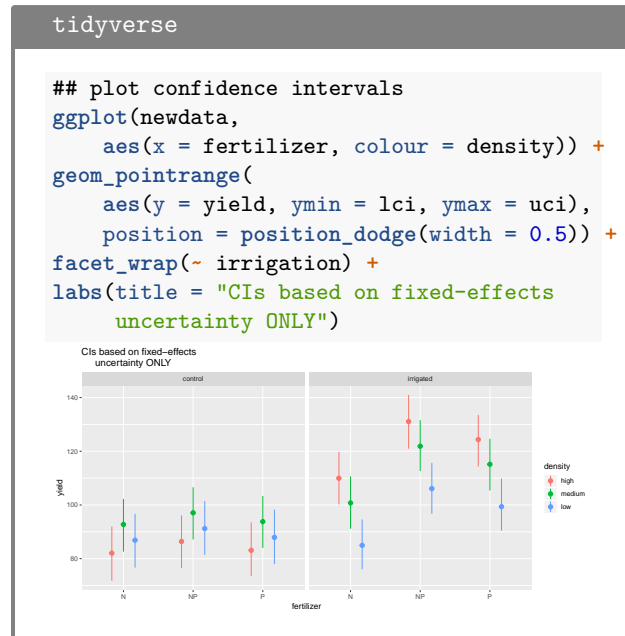 tidyverse
## plot confidence intervals
ggplot(newdata,
    aes(x = fertilizer, colour = density)) +
geom_pointrange(
    aes(y = yield, ymin = lci, ymax = uci),
    position = position_dodge(width = 0.5)) +
facet_wrap(~ irrigation) +
labs(title = "CIs based on fixed-effects
     uncertainty ONLY")
CIs based on fixed−effects
     uncertainty ONLY
control
irrigated
140
120
100
80
yield
N
NP
P
N
NP
P
fertilizer
density
high
medium
low